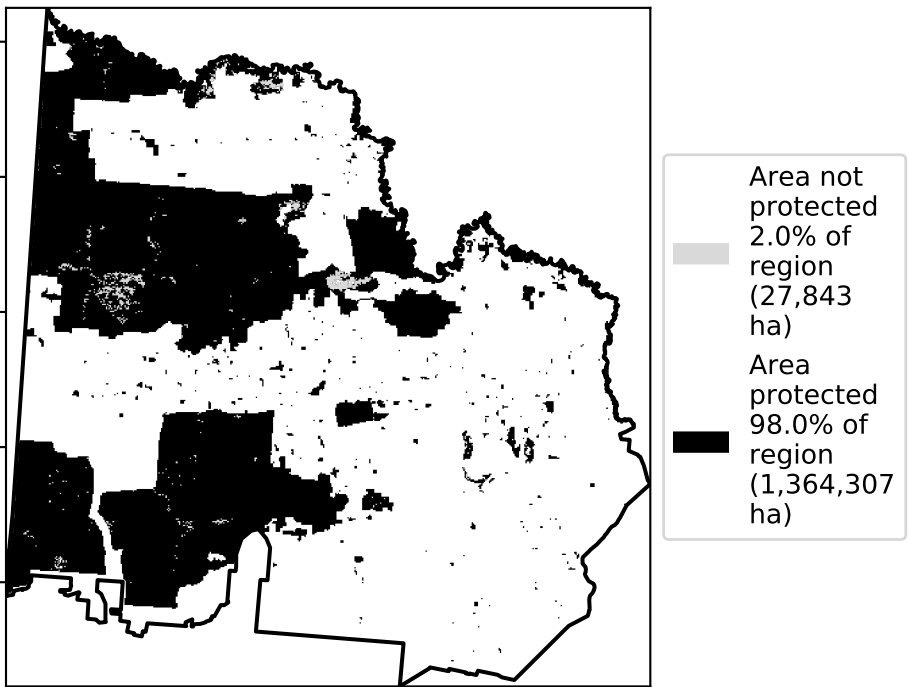 Area not
protected
2.0% of
region
(27,843
ha)
Area
protected
98.0% of
region
(1,364,307
ha)